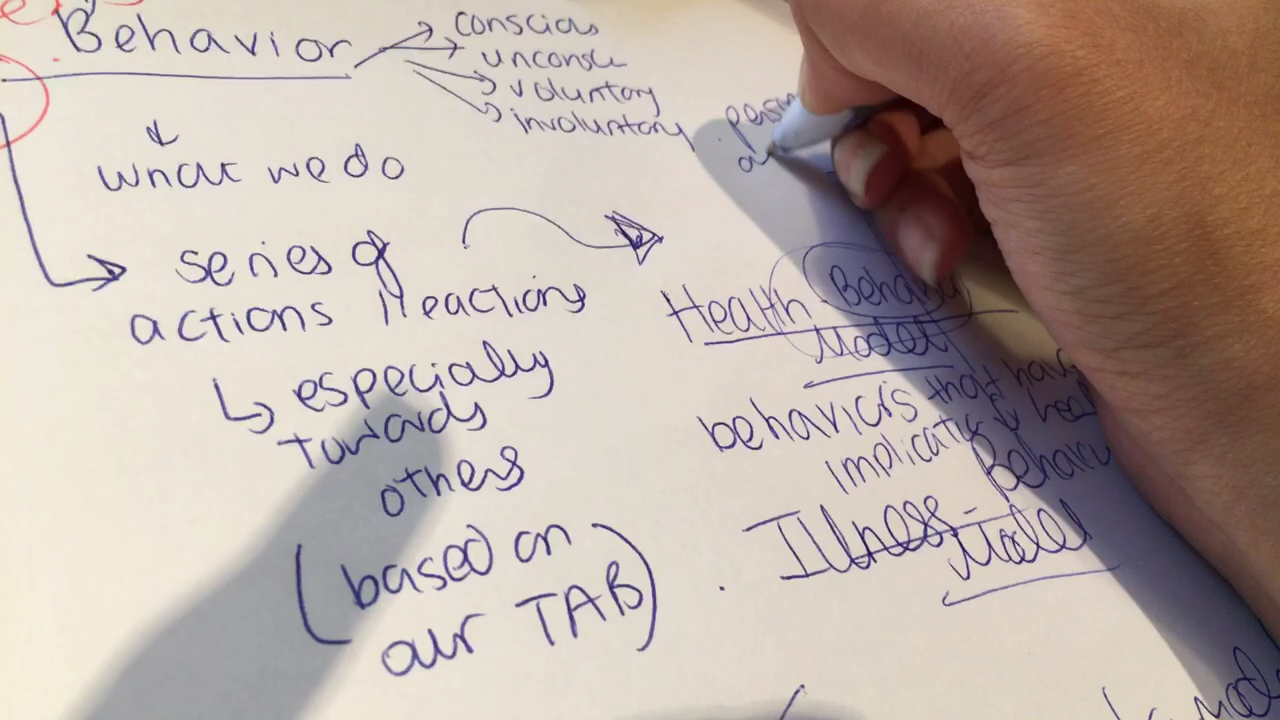 Behavior
conscious
unconsc
voluntary
involuntary
what we do
series of
actions / reactions
especially
towards
others
(based on
our TAB)
Health-Behavior
Model
behaviors that have
implications
Illness-Behavior
Model